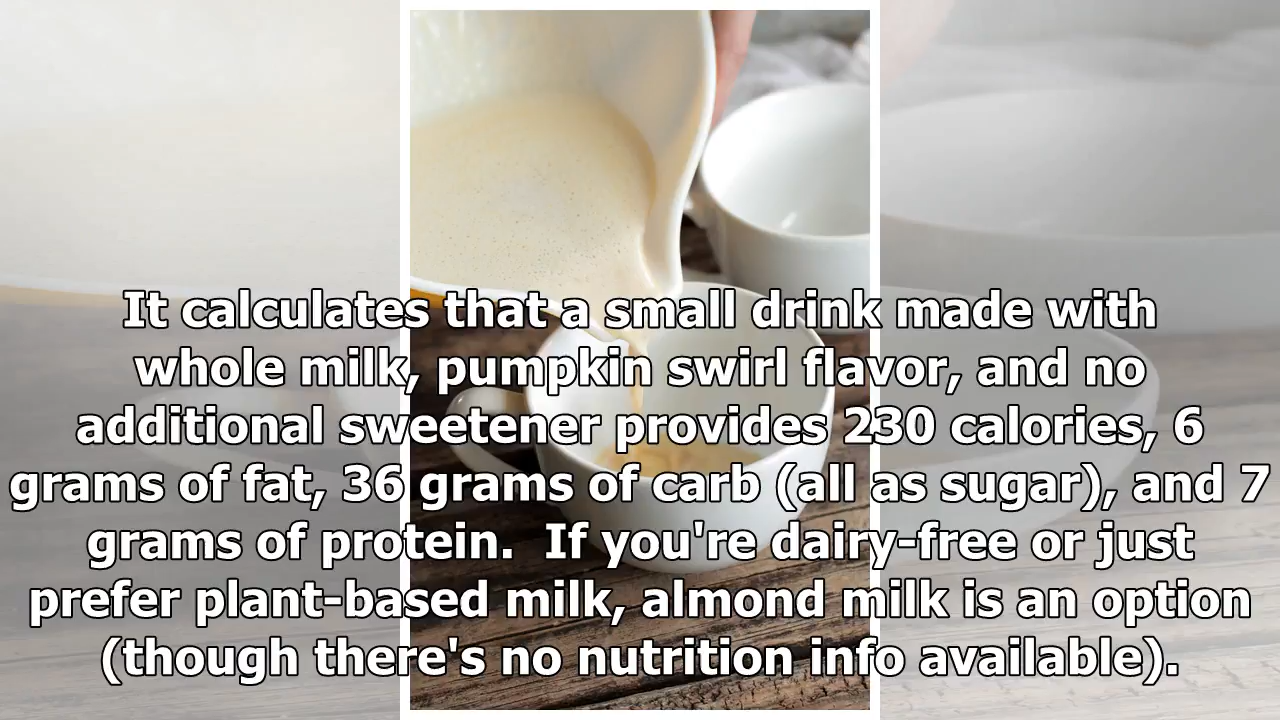 It calculates that a small drink made with
whole milk, pumpkin swirl flavor, and no
additional sweetener provides 230 calories, 6
grams of fat, 36 grams of carb (all as sugar), and 7
grams of protein.  If you're dairy-free or just
prefer plant-based milk, almond milk is an option
(though there's no nutrition info available).